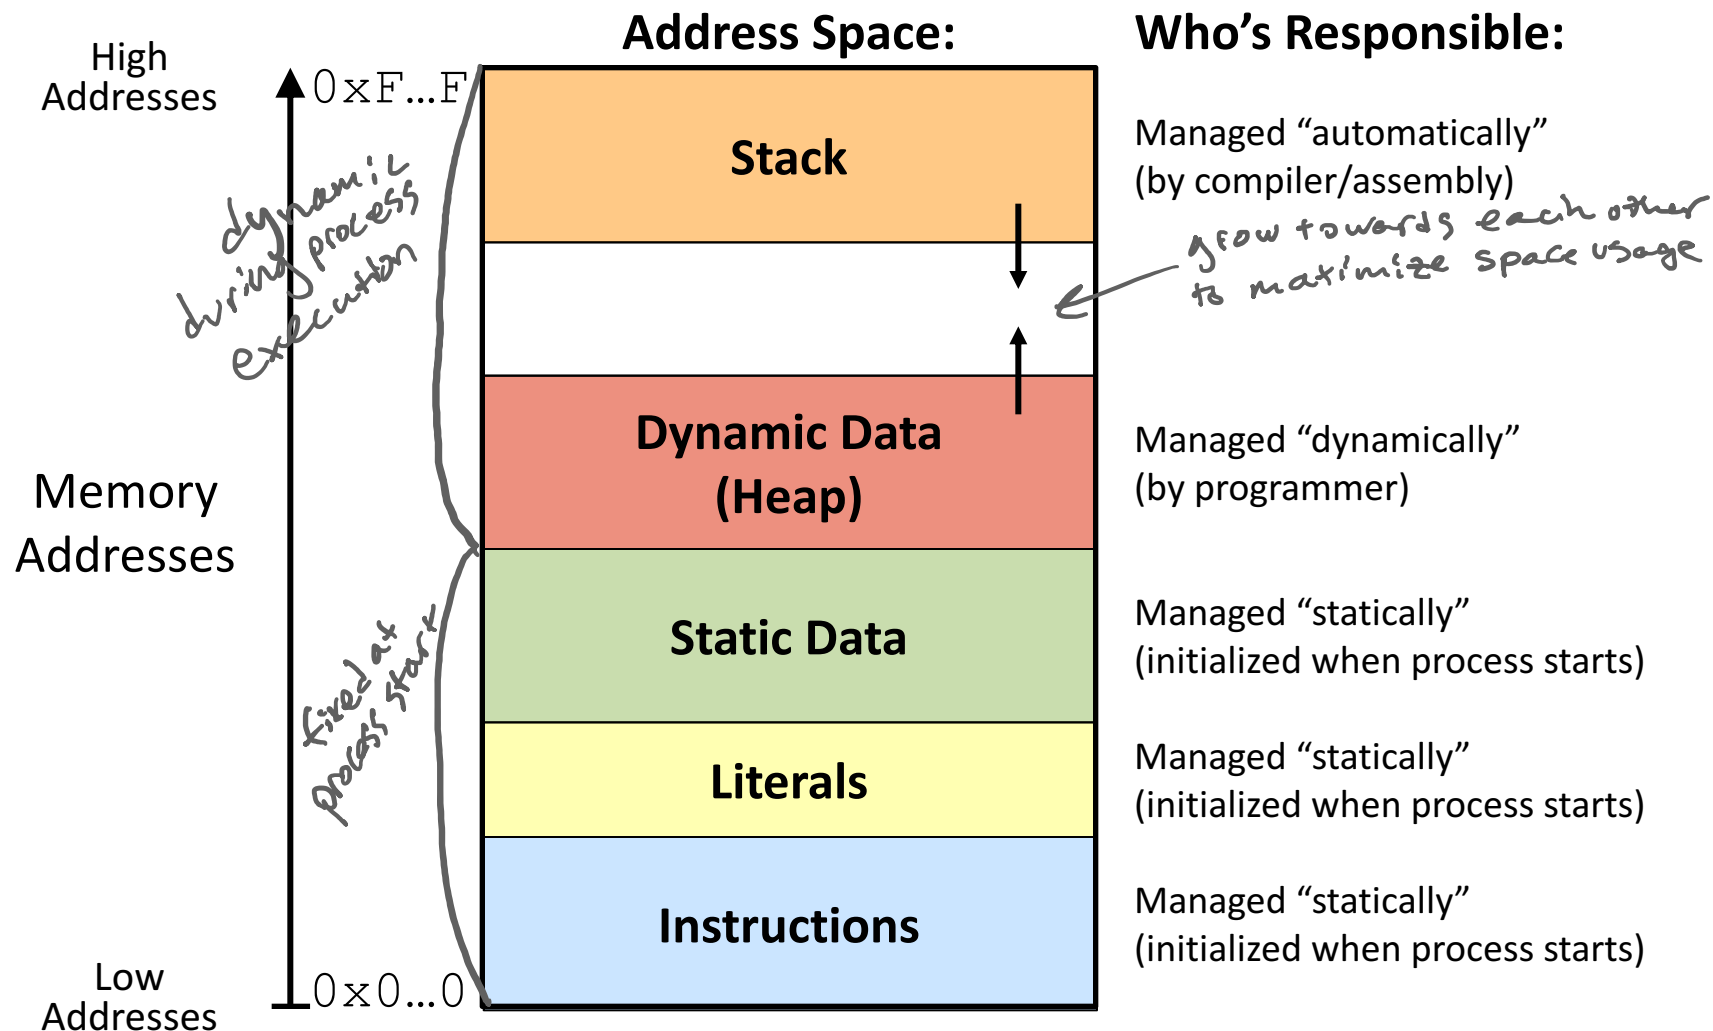 Address Space:
Who’s Responsible:
High
Addresses
0xF…F
Stack
Managed “automatically”
(by compiler/assembly)
dynamic
during process
execution
grow towards each other
to maximize space usage
Dynamic Data
(Heap)
Managed “dynamically”
(by programmer)
Memory
Addresses
Static Data
Managed “statically”
(initialized when process starts)
fixed at
process start
Literals
Managed “statically”
(initialized when process starts)
Instructions
Managed “statically”
(initialized when process starts)
Low
Addresses
0x0…0